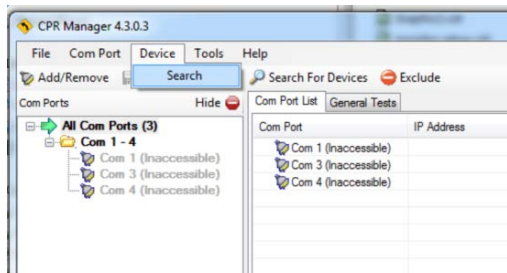 CPR Manager 4.3.0.3
File Com Port Device Tools Help
Add/Remove Search Search For Devices Exclude
Com Ports Hide Com Port List General Tests
All Com Ports (3) Com Port IP Address
Com 1 - 4 Com 1 (Inaccessible)
Com 1 (Inaccessible) Com 3 (Inaccessible)
Com 3 (Inaccessible) Com 4 (Inaccessible)
Com 4 (Inaccessible)